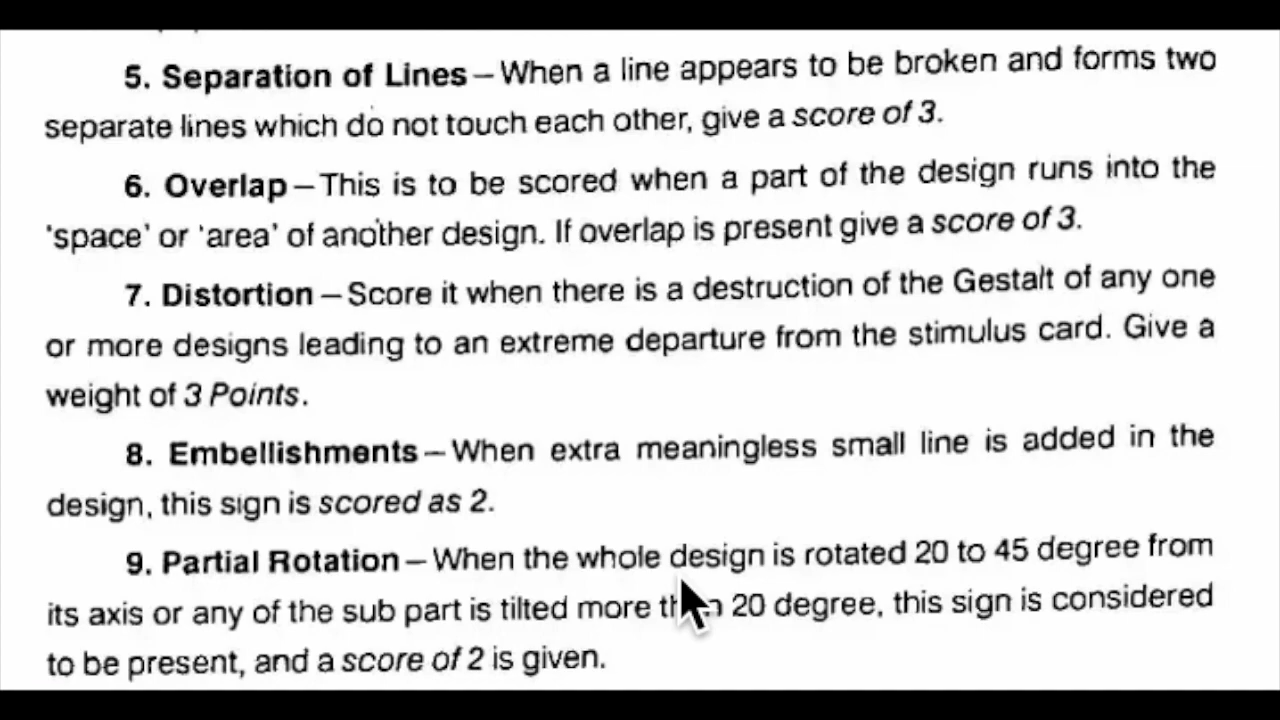 5. Separation of Lines – When a line appears to be broken and forms two
separate lines which do not touch each other, give a score of 3.
6. Overlap – This is to be scored when a part of the design runs into the
'space' or 'area' of another design. If overlap is present give a score of 3.
7. Distortion – Score it when there is a destruction of the Gestalt of any one
or more designs leading to an extreme departure from the stimulus card. Give a
weight of 3 Points.
8. Embellishments – When extra meaningless small line is added in the
design, this sign is scored as 2.
9. Partial Rotation – When the whole design is rotated 20 to 45 degree from
its axis or any of the sub part is tilted more than 20 degree, this sign is considered
to be present, and a score of 2 is given.